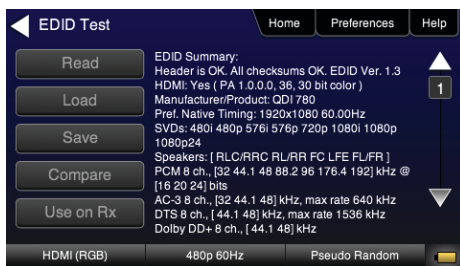 EDID Test
Home
Preferences
Help
Read
Load
Save
Compare
Use on Rx
EDID Summary:
Header is OK. All checksums OK. EDID Ver. 1.3
HDMI: Yes ( PA 1.0.0.0, 36, 30 bit color )
Manufacturer/Product: QDI 780
Pref. Native Timing: 1920x1080 60.00Hz
SVDs: 480i 480p 576i 576p 720p 1080i 1080p
1080p24
Speakers: [ RLC/RRC RL/RR FC LFE FL/FR ]
PCM 8 ch., [32 44.1 48 88.2 96 176.4 192] kHz @
[16 20 24] bits
AC-3 8 ch., [32 44.1 48] kHz, max rate 640 kHz
DTS 8 ch., [ 44.1 48] kHz, max rate 1536 kHz
Dolby DD+ 8 ch., [ 44.1 48] kHz
1
HDMI (RGB)
480p 60Hz
Pseudo Random